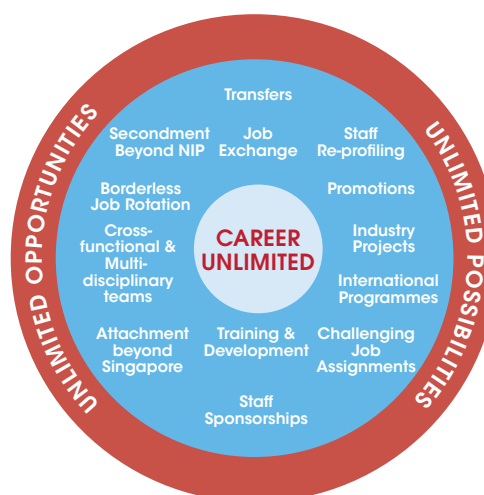 UNLIMITED OPPORTUNITIES
UNLIMITED POSSIBILITIES
Transfers
Secondment
Beyond NIP
Job
Exchange
Staff
Re-profiling
Borderless
Job Rotation
Promotions
Cross-
functional &
Multi-
disciplinary
teams
CAREER
UNLIMITED
Industry
Projects
International
Programmes
Attachment
beyond
Singapore
Training &
Development
Challenging
Job
Assignments
Staff
Sponsorships